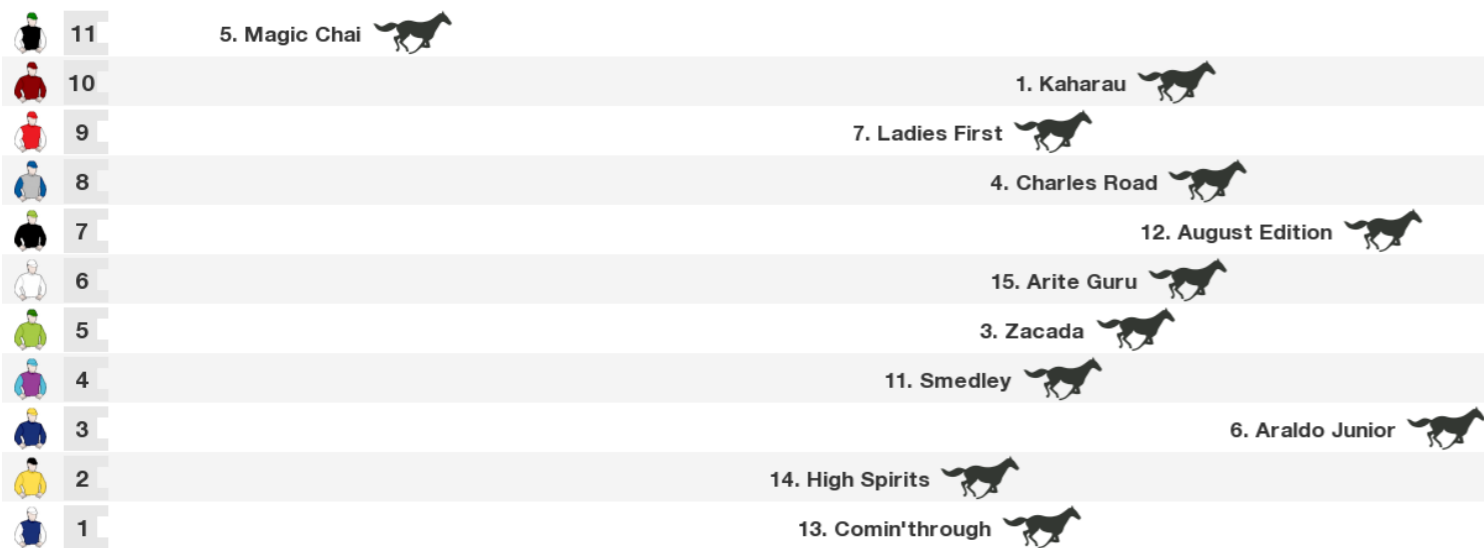 11 5. Magic Chai
10 1. Kaharau
9 7. Ladies First
8 4. Charles Road
7 12. August Edition
6 15. Arite Guru
5 3. Zacada
4 11. Smedley
3 6. Araldo Junior
2 14. High Spirits
1 13. Comin'through